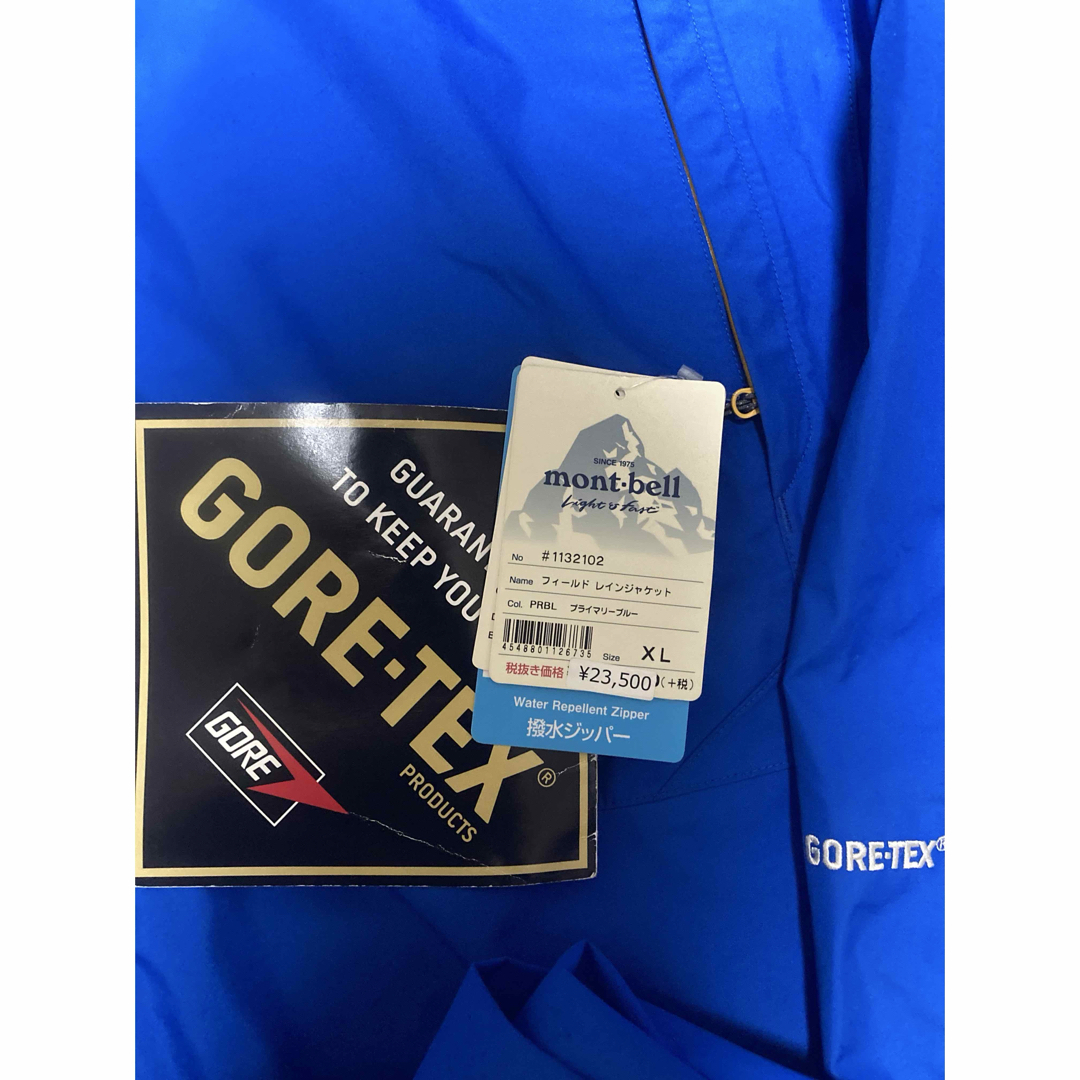 GUARAN
TO KEEP YOU
GORE-TEX®
PRODUCTS
GORE
SINCE 1975
mont-bell
Light & Fast
No #1132102
Name フィールド レインジャケット
Col. PRBL プライマリーブルー
4548801126735
Size XL
税抜き価格 ¥23,500 (+税)
Water Repellent Zipper
撥水ジッパー
GORE-TEX®